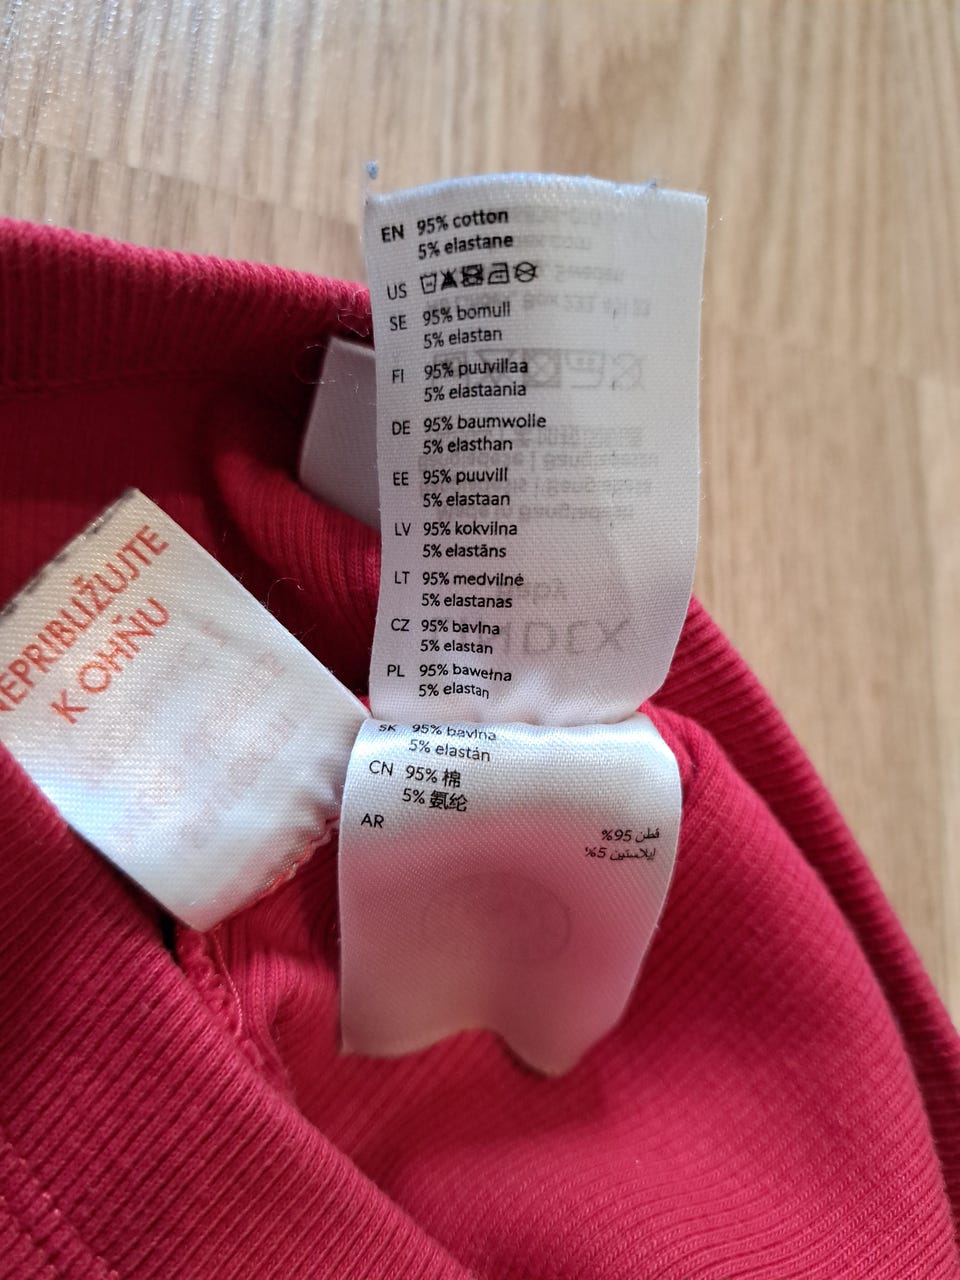 EN 95% cotton
5% elastane
US
SE 95% bomull
5% elastan
FI 95% puuvillaa
5% elastaania
DE 95% baumwolle
5% elasthan
EE 95% puuvill
5% elastaan
LV 95% kokvilna
5% elastāns
LT 95% medvilnė
5% elastanas
CZ 95% bavlna
5% elastan
PL 95% bawełna
5% elastan
SK 95% bavlna
5% elastán
CN 95% 棉
5% 氨纶
AR
قطن 95%
إيلاستين 5%
NEPRIBLIŽUJTE
K OHŇU